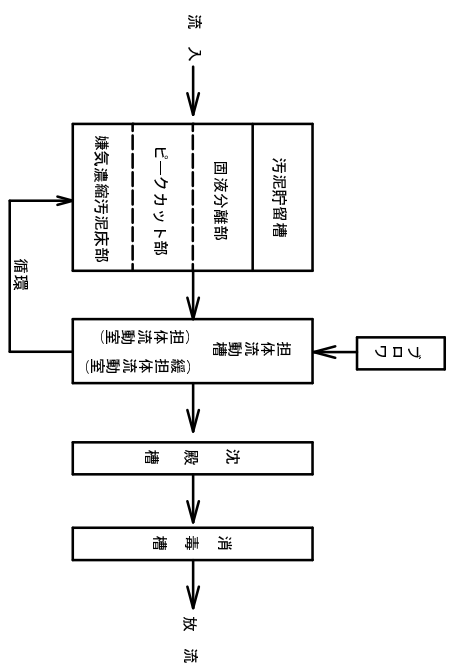 流 入
汚泥貯留槽
固液分離部
ピークカット部
嫌気濃縮汚泥床部
循環
ブロワ
担体流動槽
(担体流動室)
(緩担体流動室)
沈 殿 槽
消 毒 槽
放 流